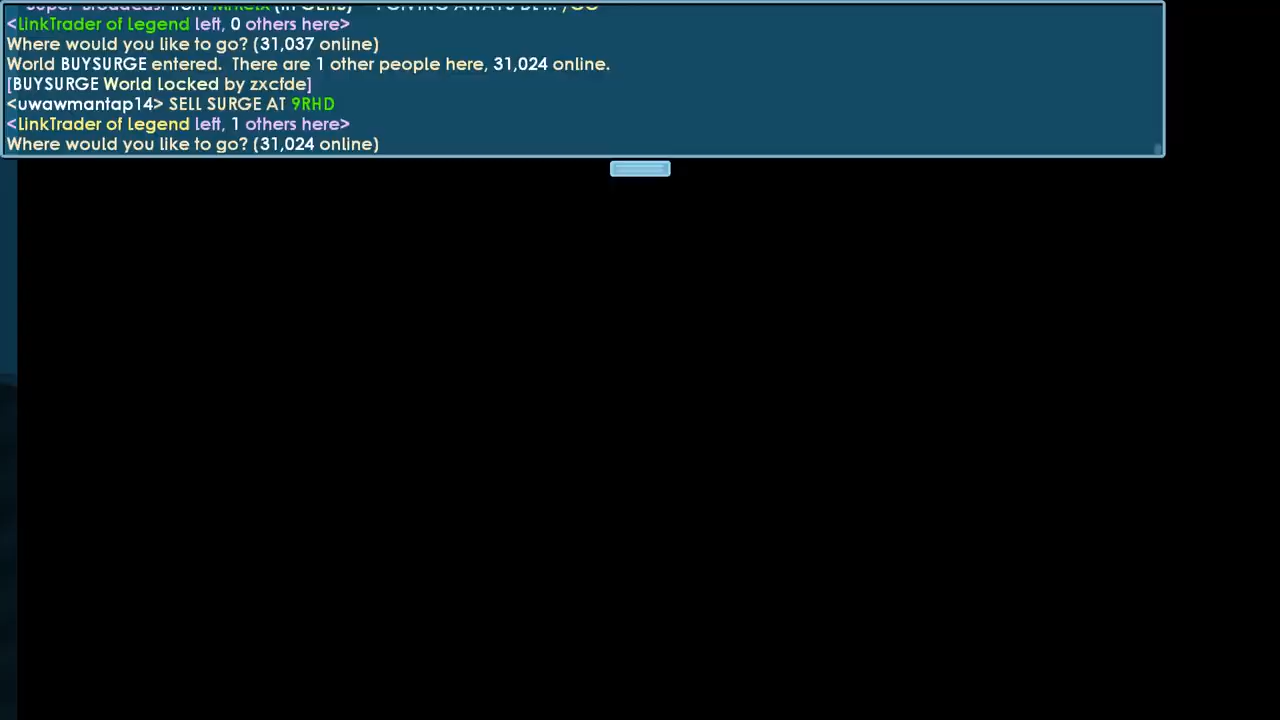 <LinkTrader of Legend left, 0 others here>
Where would you like to go? (31,037 online)
World BUYSURGE entered.  There are 1 other people here, 31,024 online.
[BUYSURGE World Locked by zxcfde]
<uwawmantap14> SELL SURGE AT 9RHD
<LinkTrader of Legend left, 1 others here>
Where would you like to go? (31,024 online)